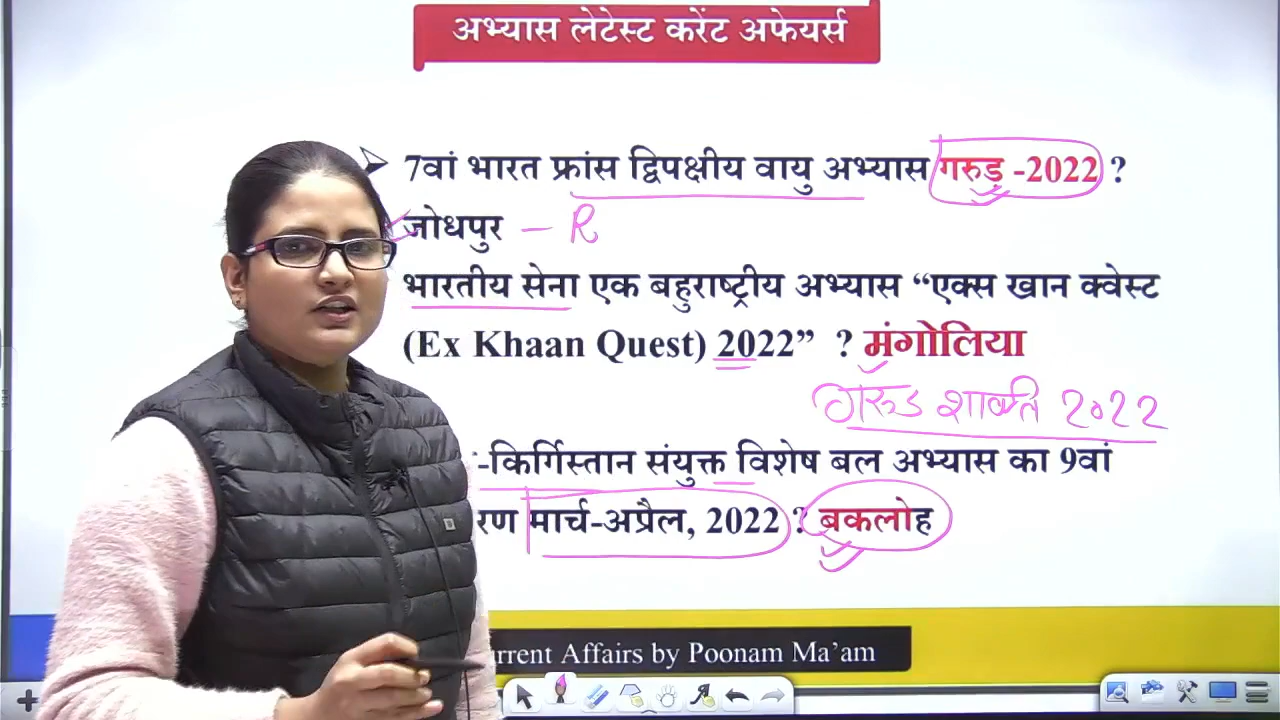 अभ्यास लेटेस्ट करेंट अफेयर्स
7वां भारत फ्रांस द्विपक्षीय वायु अभ्यास गरुड़ -2022 ?
जोधपुर – R
भारतीय सेना एक बहुराष्ट्रीय अभ्यास “एक्स खान क्वेस्ट
(Ex Khaan Quest) 2022” ? मंगोलिया
गरुड शक्ति 2022
-किर्गिस्तान संयुक्त विशेष बल अभ्यास का 9वां
रण मार्च-अप्रैल, 2022 ? बकलोह
rrent Affairs by Poonam Ma’am